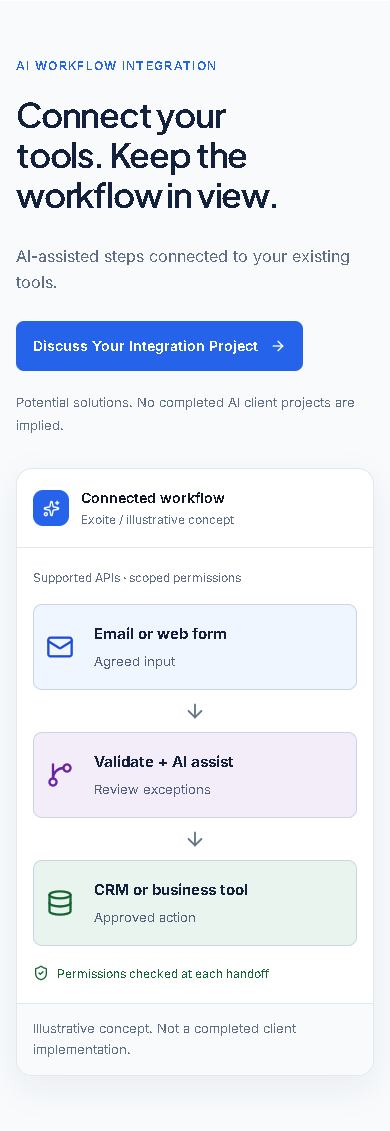 AI WORKFLOW INTEGRATION
Connect your
tools. Keep the
workflow in view.
AI-assisted steps connected to your existing
tools.
Discuss Your Integration Project
Potential solutions. No completed AI client projects are
implied.
Connected workflow
Exoite / illustrative concept
Supported APIs · scoped permissions
Email or web form
Agreed input
Validate + AI assist
Review exceptions
CRM or business tool
Approved action
Permissions checked at each handoff
Illustrative concept. Not a completed client
implementation.